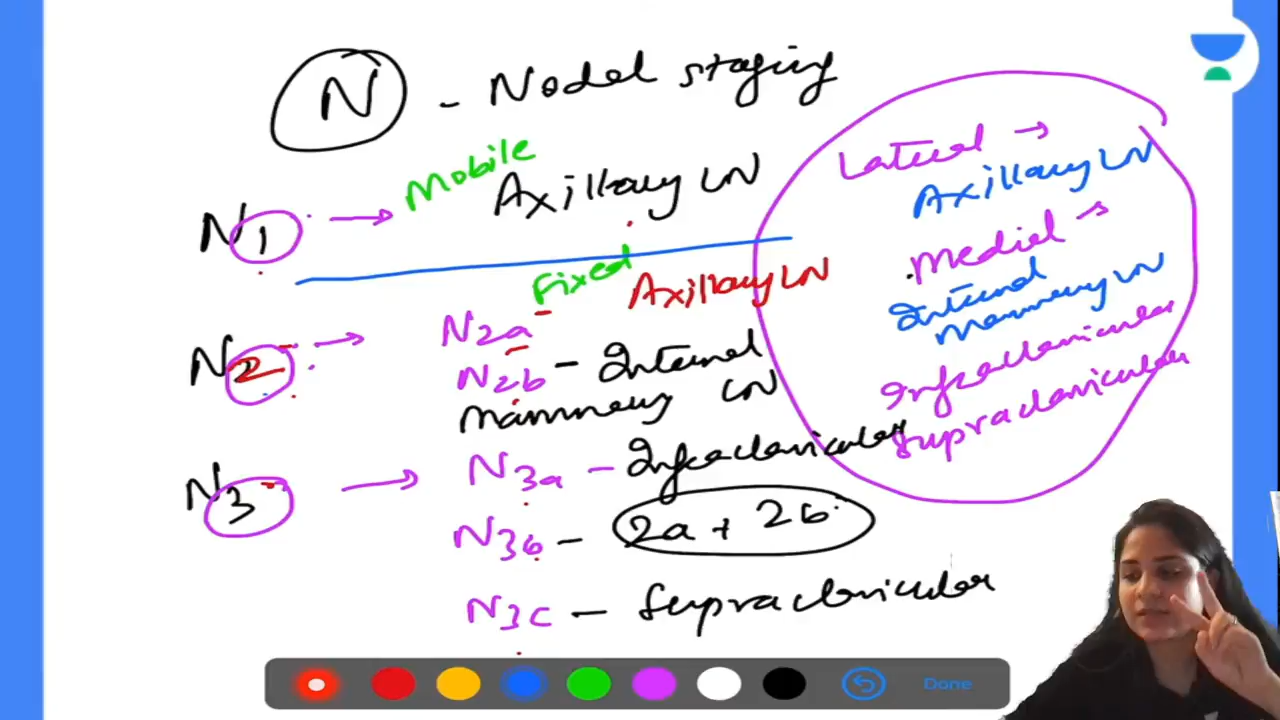 N - Nodal staging
N1 → Mobile Axillary LN
N2 → N2a - Fixed Axillary LN
N2b - Internal
Mammary LN
N3 → N3a - Infraclavicular
N3b - 2a + 2b
N3c - Supraclavicular
Lateral →
Axillary LN
Medial →
Internal
Mammary LN
Infraclavicular
Supraclavicular
Done